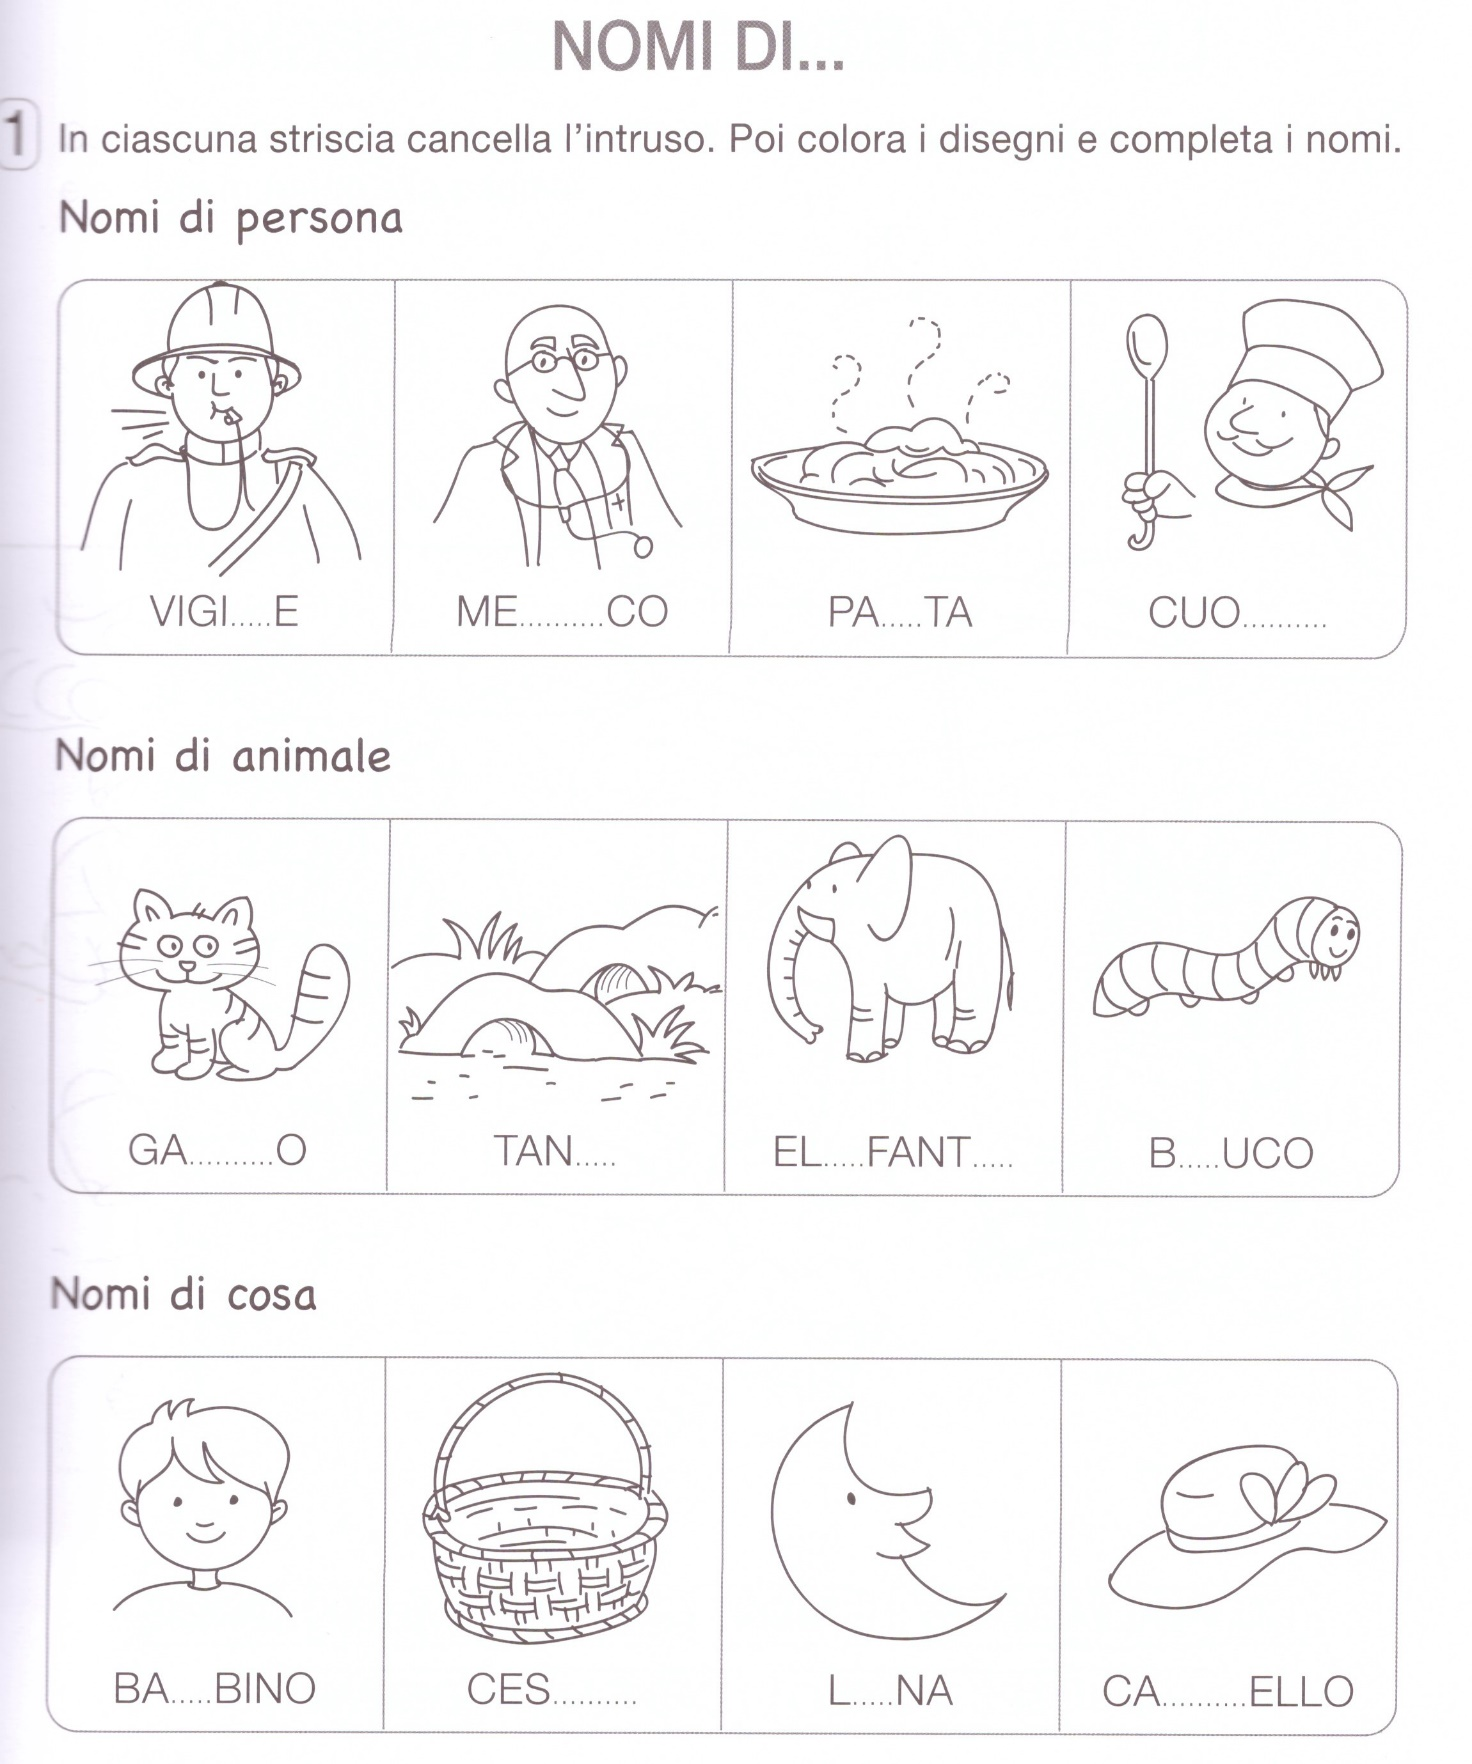 NOMI DI...
1 In ciascuna striscia cancella l'intruso. Poi colora i disegni e completa i nomi.
Nomi di persona
VIGI.....E ME..........CO PA.....TA CUO..........
Nomi di animale
GA..........O TAN..... EL.....FANT..... B.....UCO
Nomi di cosa
BA.....BINO CES.......... L.....NA CA..........ELLO